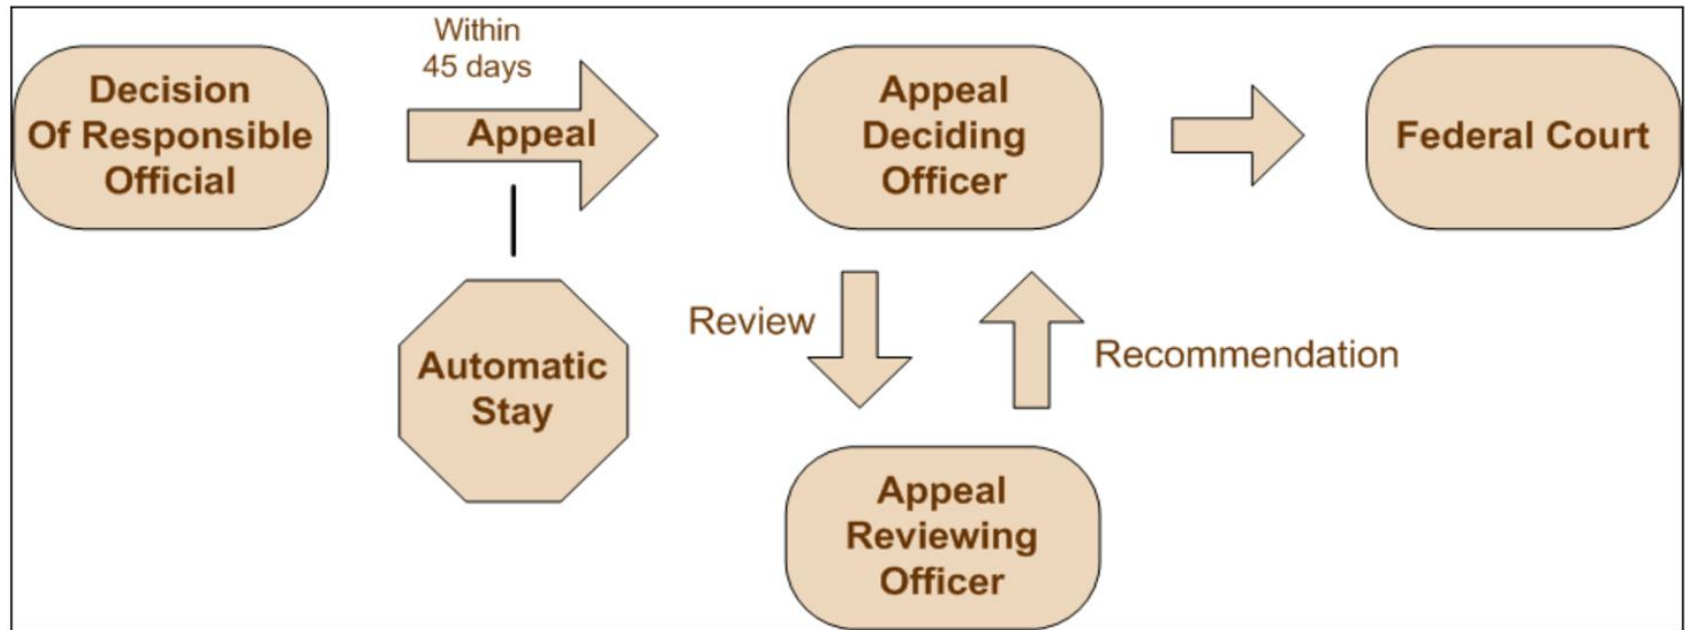 Decision
Of Responsible
Official
Within
45 days
Appeal
Automatic
Stay
Appeal
Deciding
Officer
Federal Court
Review
Recommendation
Appeal
Reviewing
Officer